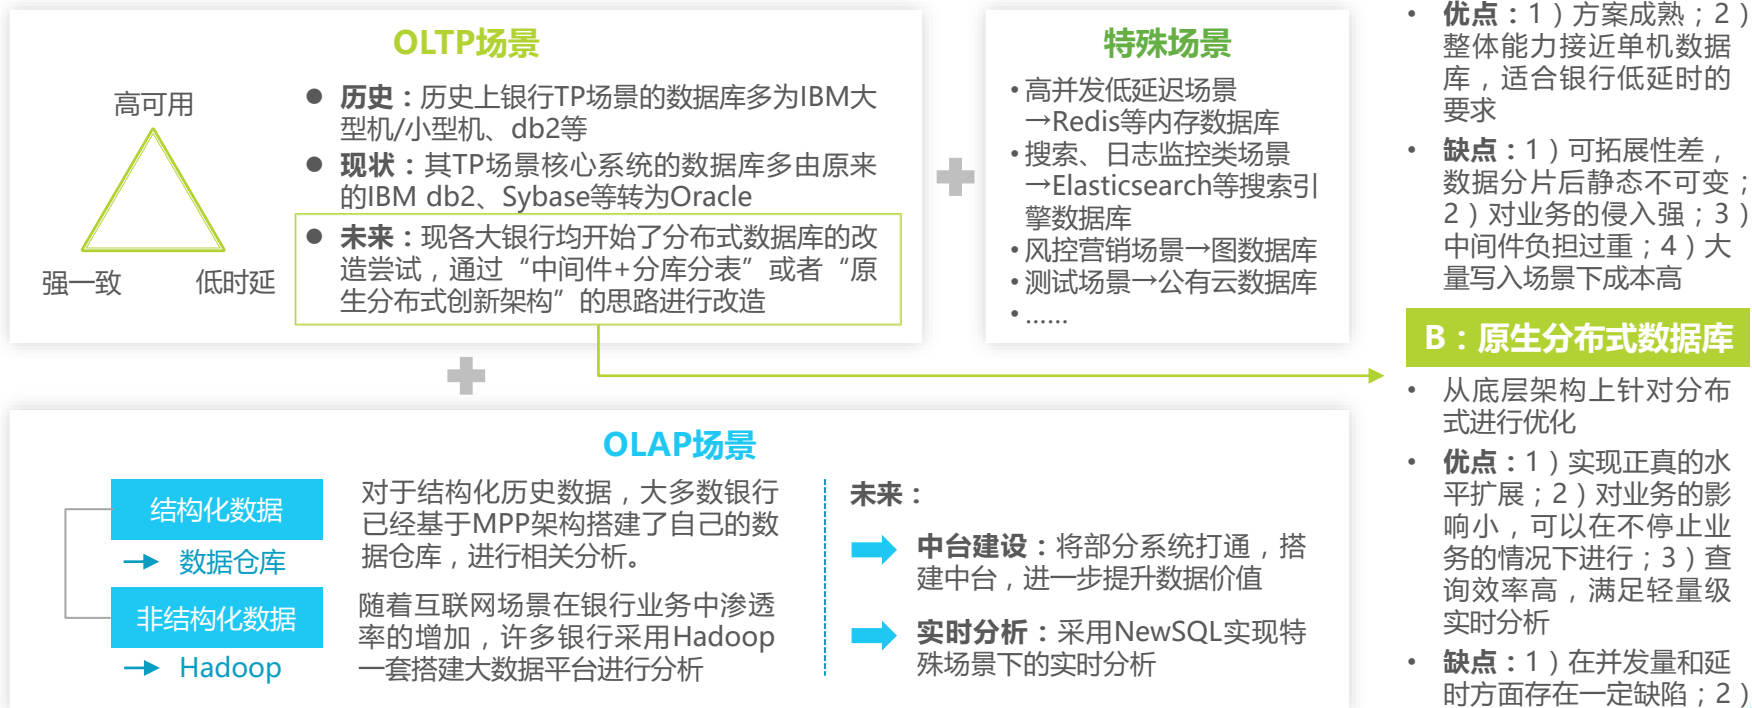 OLTP场景
高可用
强一致
低时延
● 历史：历史上银行TP场景的数据库多为IBM大
型机/小型机、db2等
● 现状：其TP场景核心系统的数据库多由原来
的IBM db2、Sybase等转为Oracle
● 未来：现各大银行均开始了分布式数据库的改
造尝试，通过“中间件+分库分表”或者“原
生分布式创新架构”的思路进行改造
特殊场景
•高并发低延迟场景
→Redis等内存数据库
•搜索、日志监控类场景
→Elasticsearch等搜索引
擎数据库
•风控营销场景→图数据库
•测试场景→公有云数据库
•……
OLAP场景
结构化数据
→ 数据仓库
非结构化数据
→ Hadoop
对于结构化历史数据，大多数银行
已经基于MPP架构搭建了自己的数
据仓库，进行相关分析。
随着互联网场景在银行业务中渗透
率的增加，许多银行采用Hadoop
一套搭建大数据平台进行分析
未来：
中台建设：将部分系统打通，搭
建中台，进一步提升数据价值
实时分析：采用NewSQL实现特
殊场景下的实时分析
• 优点：1）方案成熟；2）
整体能力接近单机数据
库，适合银行低延时的
要求
• 缺点：1）可拓展性差，
数据分片后静态不可变；
2）对业务的侵入强；3）
中间件负担过重；4）大
量写入场景下成本高
B：原生分布式数据库
• 从底层架构上针对分布
式进行优化
• 优点：1）实现正真的水
平扩展；2）对业务的影
响小，可以在不停止业
务的情况下进行；3）查
询效率高，满足轻量级
实时分析
• 缺点：1）在并发量和延
时方面存在一定缺陷；2）